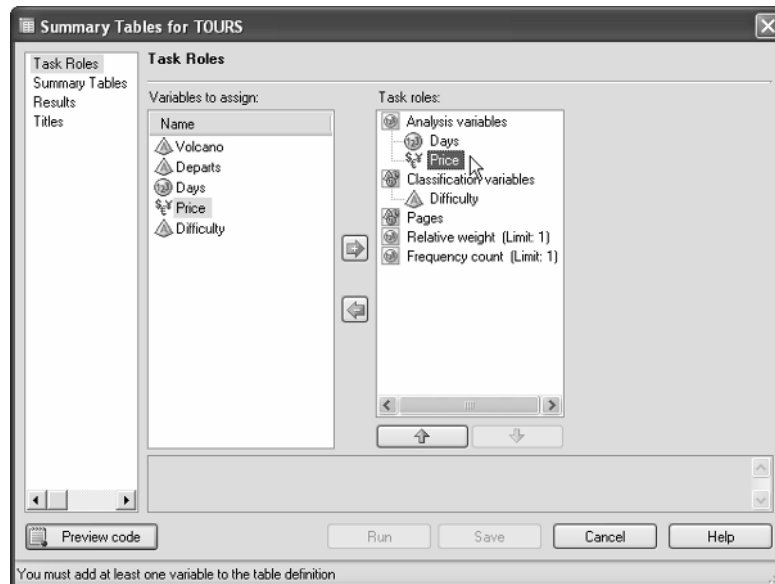 Summary Tables for TOURS
Task Roles
Summary Tables
Results
Titles
Task Roles
Variables to assign:
Name
Volcano
Departs
Days
Price
Difficulty
Task roles:
Analysis variables
Days
Price
Classification variables
Difficulty
Pages
Relative weight (Limit: 1)
Frequency count (Limit: 1)
Preview code
Run
Save
Cancel
Help
You must add at least one variable to the table definition